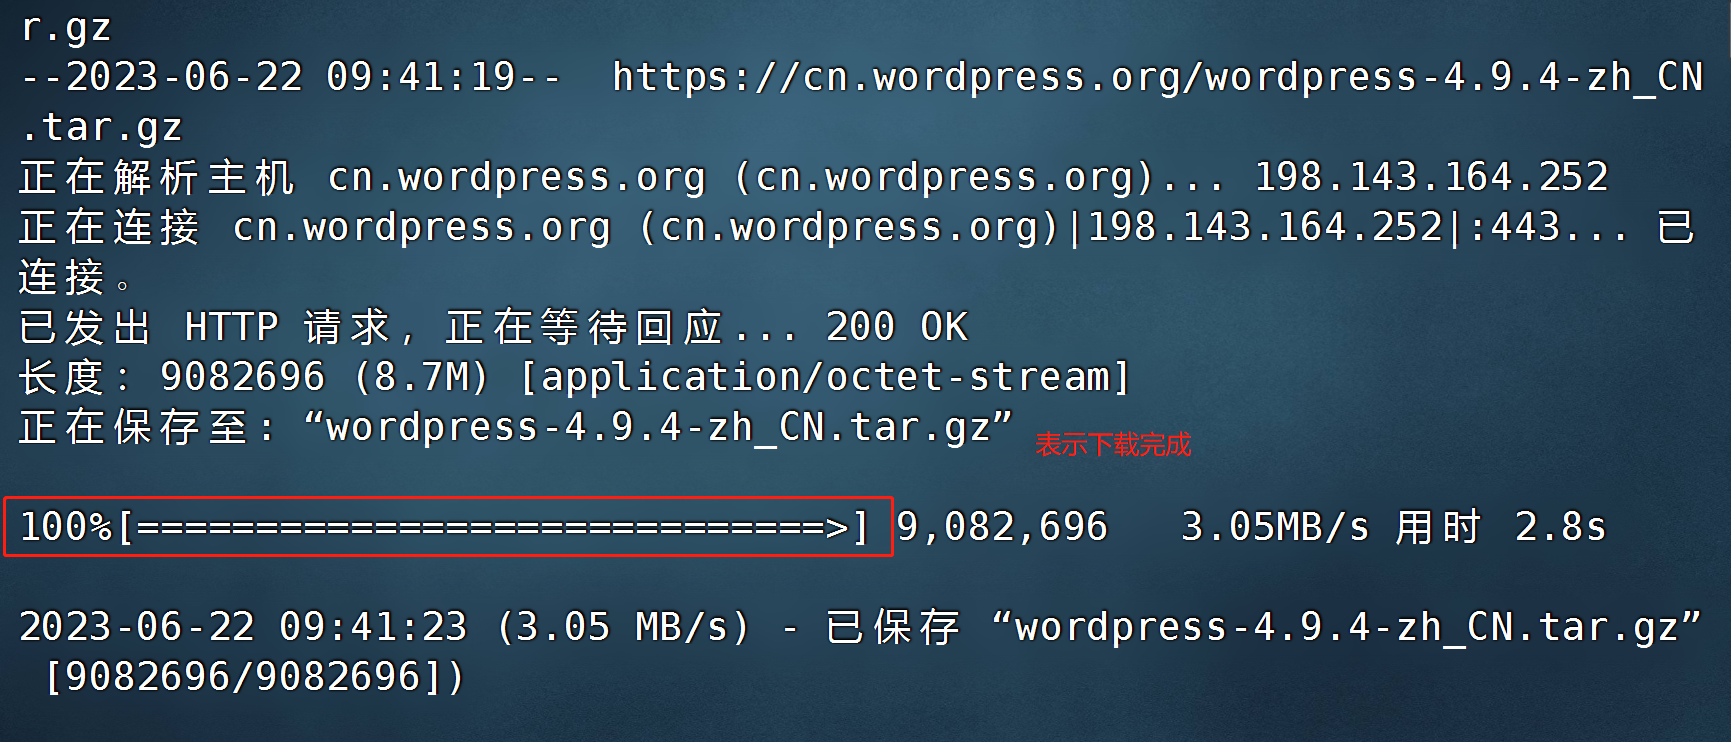 r.gz
--2023-06-22 09:41:19--  https://cn.wordpress.org/wordpress-4.9.4-zh_CN
.tar.gz
正在解析主机 cn.wordpress.org (cn.wordpress.org)... 198.143.164.252
正在连接 cn.wordpress.org (cn.wordpress.org)|198.143.164.252|:443... 已
连接。
已发出 HTTP 请求，正在等待回应... 200 OK
长度：9082696 (8.7M) [application/octet-stream]
正在保存至: “wordpress-4.9.4-zh_CN.tar.gz”
表示下载完成
100%[=============================>] 9,082,696   3.05MB/s 用时 2.8s
2023-06-22 09:41:23 (3.05 MB/s) - 已保存 “wordpress-4.9.4-zh_CN.tar.gz”
[9082696/9082696])